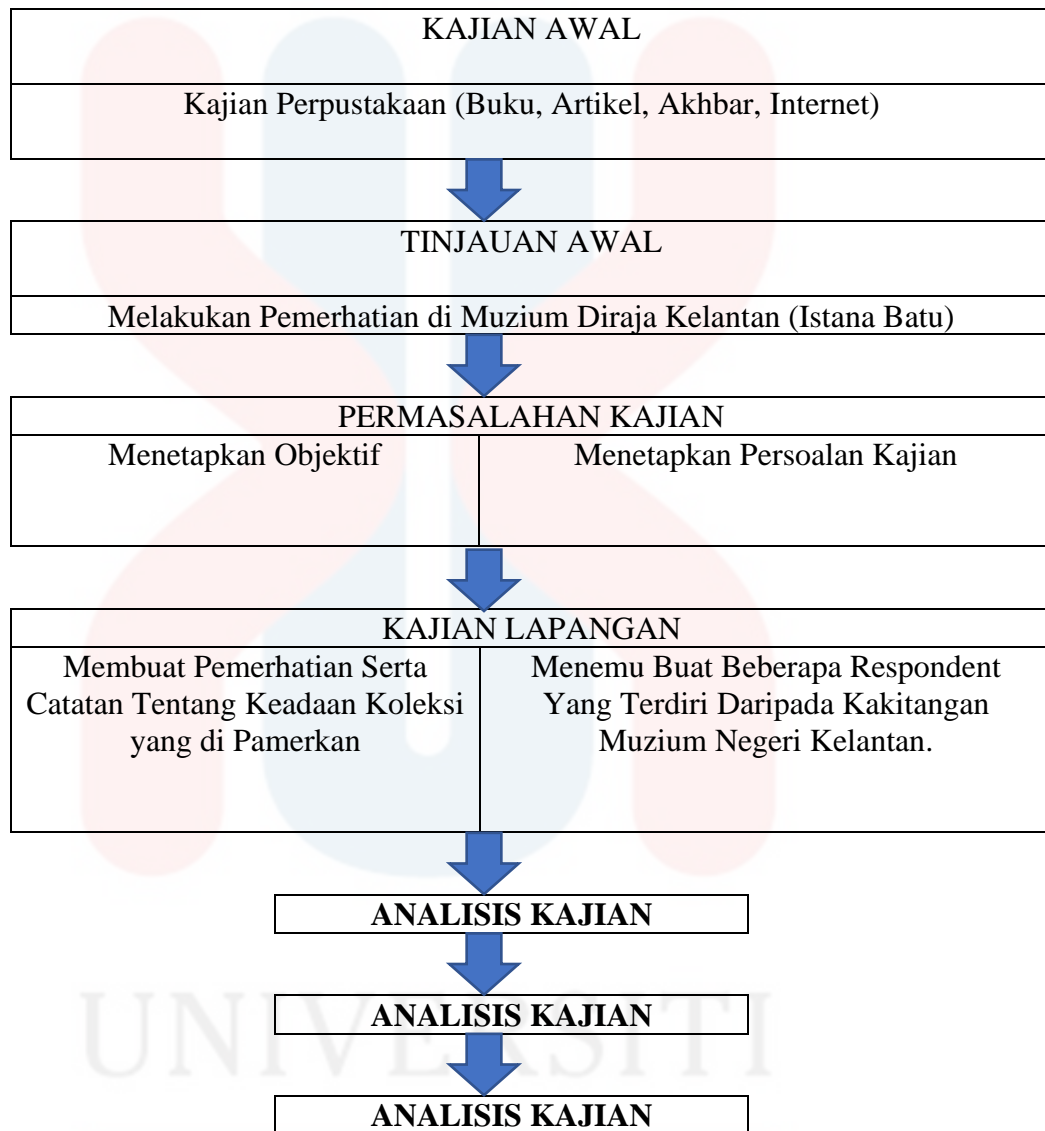 KAJIAN AWAL
Kajian Perpustakaan (Buku, Artikel, Akhbar, Internet)
TINJAUAN AWAL
Melakukan Pemerhatian di Muzium Diraja Kelantan (Istana Batu)
PERMASALAHAN KAJIAN
Menetapkan Objektif
Menetapkan Persoalan Kajian
KAJIAN LAPANGAN
Membuat Pemerhatian Serta
Catatan Tentang Keadaan Koleksi
yang di Pamerkan
Menemu Buat Beberapa Respondent
Yang Terdiri Daripada Kakitangan
Muzium Negeri Kelantan.
ANALISIS KAJIAN
UNIVERSITI
ANALISIS KAJIAN
ANALISIS KAJIAN